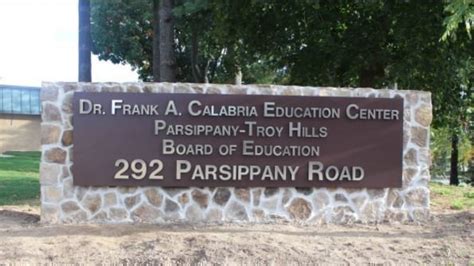 Dr. Frank A. Calabria Education Center
Parsippany-Troy Hills
Board of Education
292 Parsippany Road